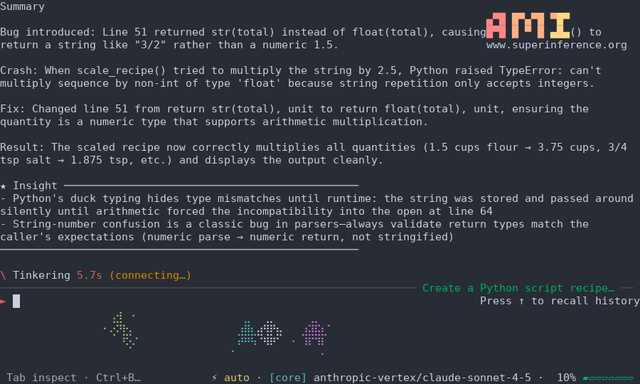 Summary
Bug introduced: Line 51 returned str(total) instead of float(total), causing () to
return a string like "3/2" rather than a numeric 1.5.
AMI
www.superinference.org
Crash: When scale_recipe() tried to multiply the string by 2.5, Python raised TypeError: can't
multiply sequence by non-int of type 'float' because string repetition only accepts integers.
Fix: Changed line 51 from return str(total), unit to return float(total), unit, ensuring the
quantity is a numeric type that supports arithmetic multiplication.
Result: The scaled recipe now correctly multiplies all quantities (1.5 cups flour → 3.75 cups, 3/4
tsp salt → 1.875 tsp, etc.) and displays the output cleanly.
★ Insight ───────────────────────
- Python's duck typing hides type mismatches until runtime: the string was stored and passed around
silently until arithmetic forced the incompatibility into the open at line 64
- String-number confusion is a classic bug in parsers—always validate return types match the
caller's expectations (numeric parse → numeric return, not stringified)
\ Tinkering 5.7s (connecting…)
Create a Python script recipe…
Press ↑ to recall history
Tab inspect · Ctrl+B… ⚡ auto · [core] anthropic-vertex/claude-sonnet-4-5 · 10%